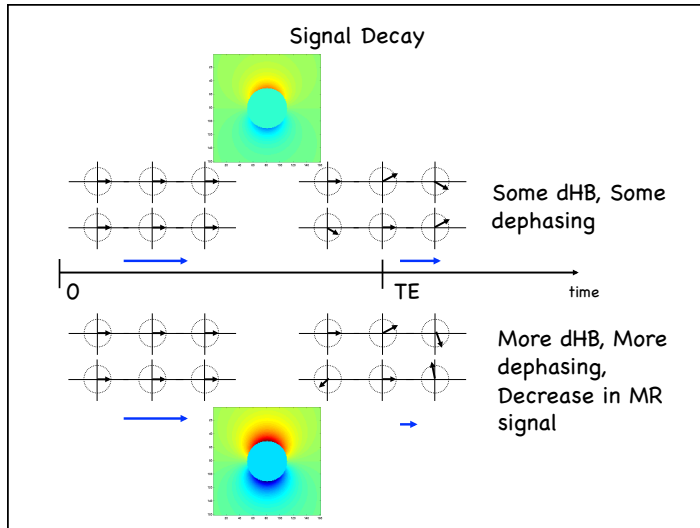 Signal Decay
Some dHB, Some
dephasing
0
TE
time
More dHB, More
dephasing,
Decrease in MR
signal